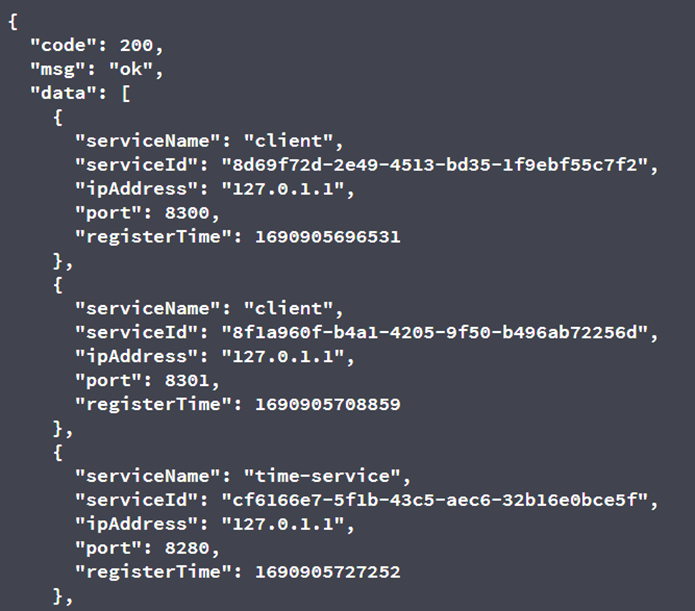 {
"code": 200,
"msg": "ok",
"data": [
{
"serviceName": "client",
"serviceId": "8d69f72d-2e49-4513-bd35-1f9ebf55c7f2",
"ipAddress": "127.0.1.1",
"port": 8300,
"registerTime": 1690905696531
},
{
"serviceName": "client",
"serviceId": "8f1a960f-b4a1-4205-9f50-b496ab72256d",
"ipAddress": "127.0.1.1",
"port": 8301,
"registerTime": 1690905708859
},
{
"serviceName": "time-service",
"serviceId": "cf6166e7-5f1b-43c5-aec6-32b16e0bce5f",
"ipAddress": "127.0.1.1",
"port": 8280,
"registerTime": 1690905727252
},